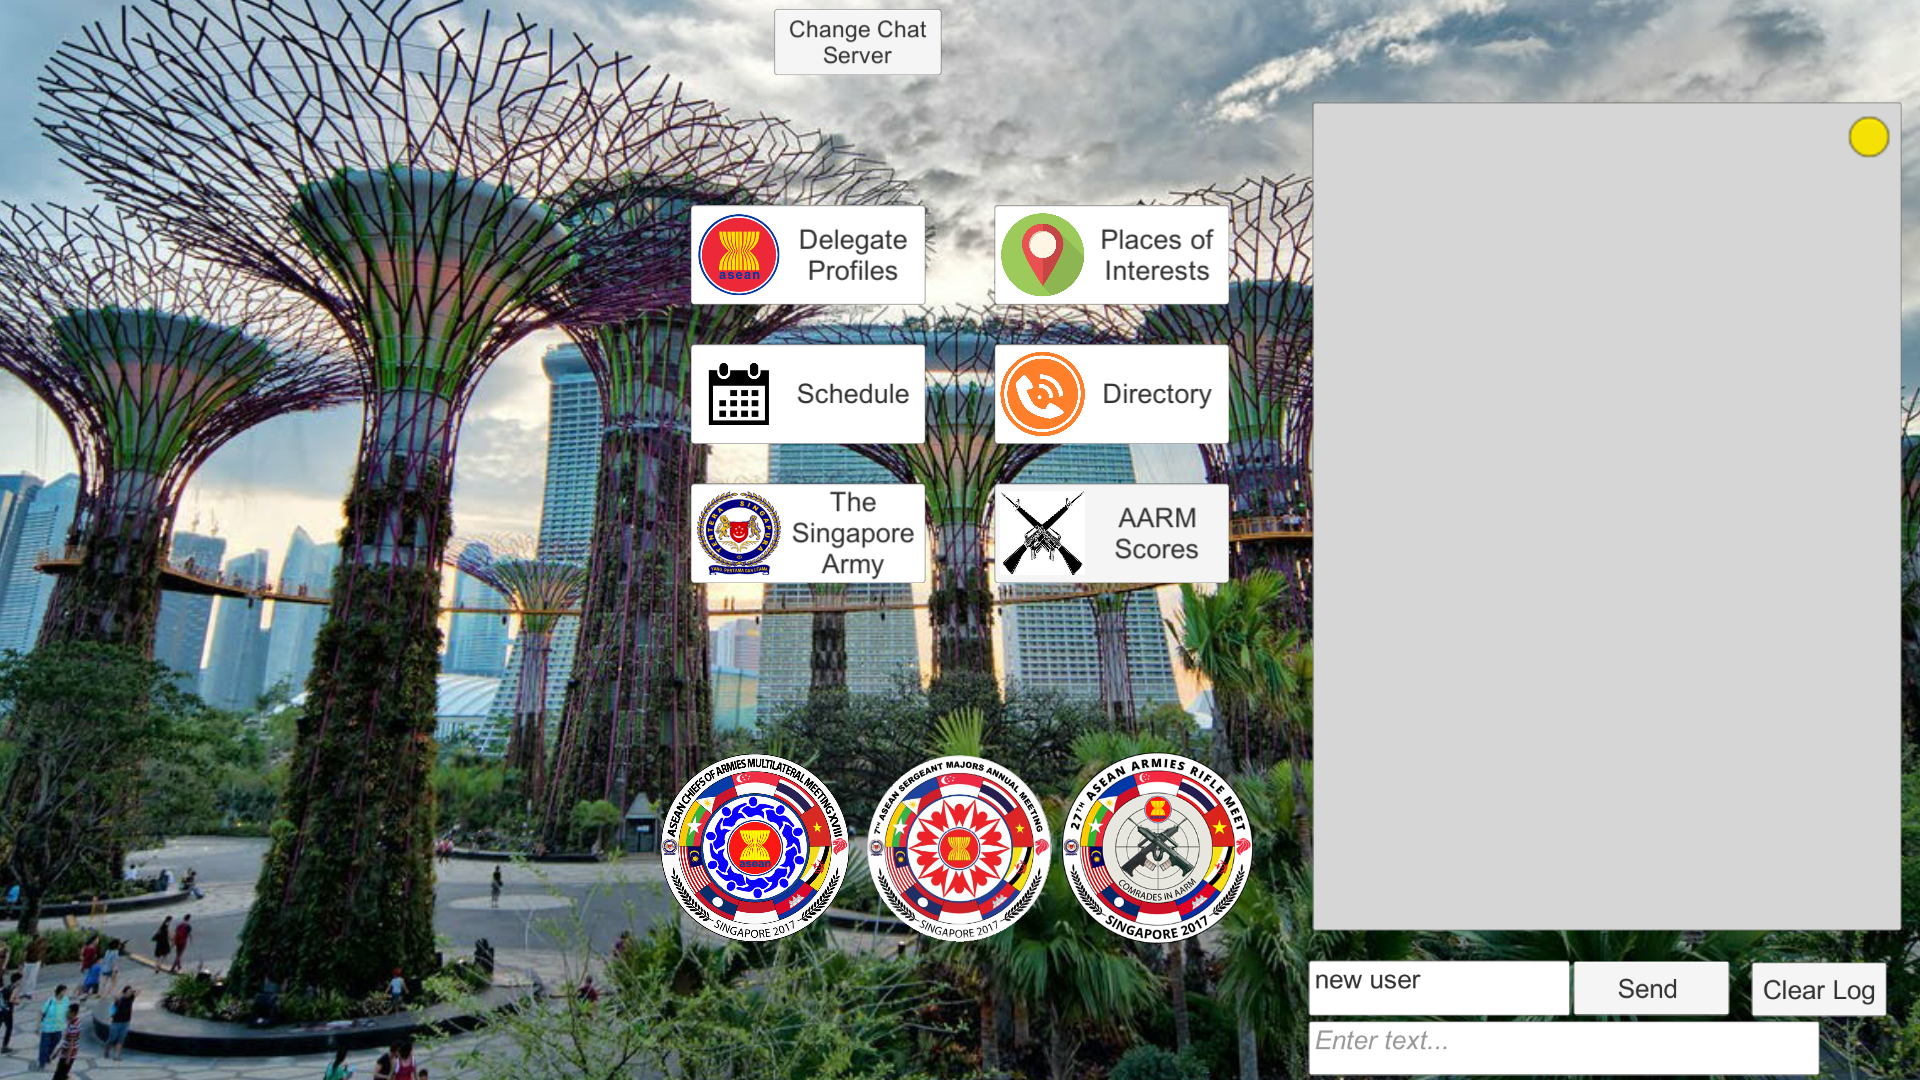 Change Chat
Server
Delegate
Profiles
asean
Places of
Interests
Schedule
Directory
The
Singapore
Army
TENTERA SINGAPURA
YANG PERTAMA DAN UTAMA
AARM
Scores
ASEAN CHIEFS OF ARMIES MULTILATERAL MEETING XVIII
asean
SINGAPORE 2017
7TH ASEAN SERGEANT MAJORS ANNUAL MEETING
SINGAPORE 2017
27TH ASEAN ARMIES RIFLE MEET
COMRADES IN AARM
SINGAPORE 2017
new user
Send
Clear Log
Enter text...